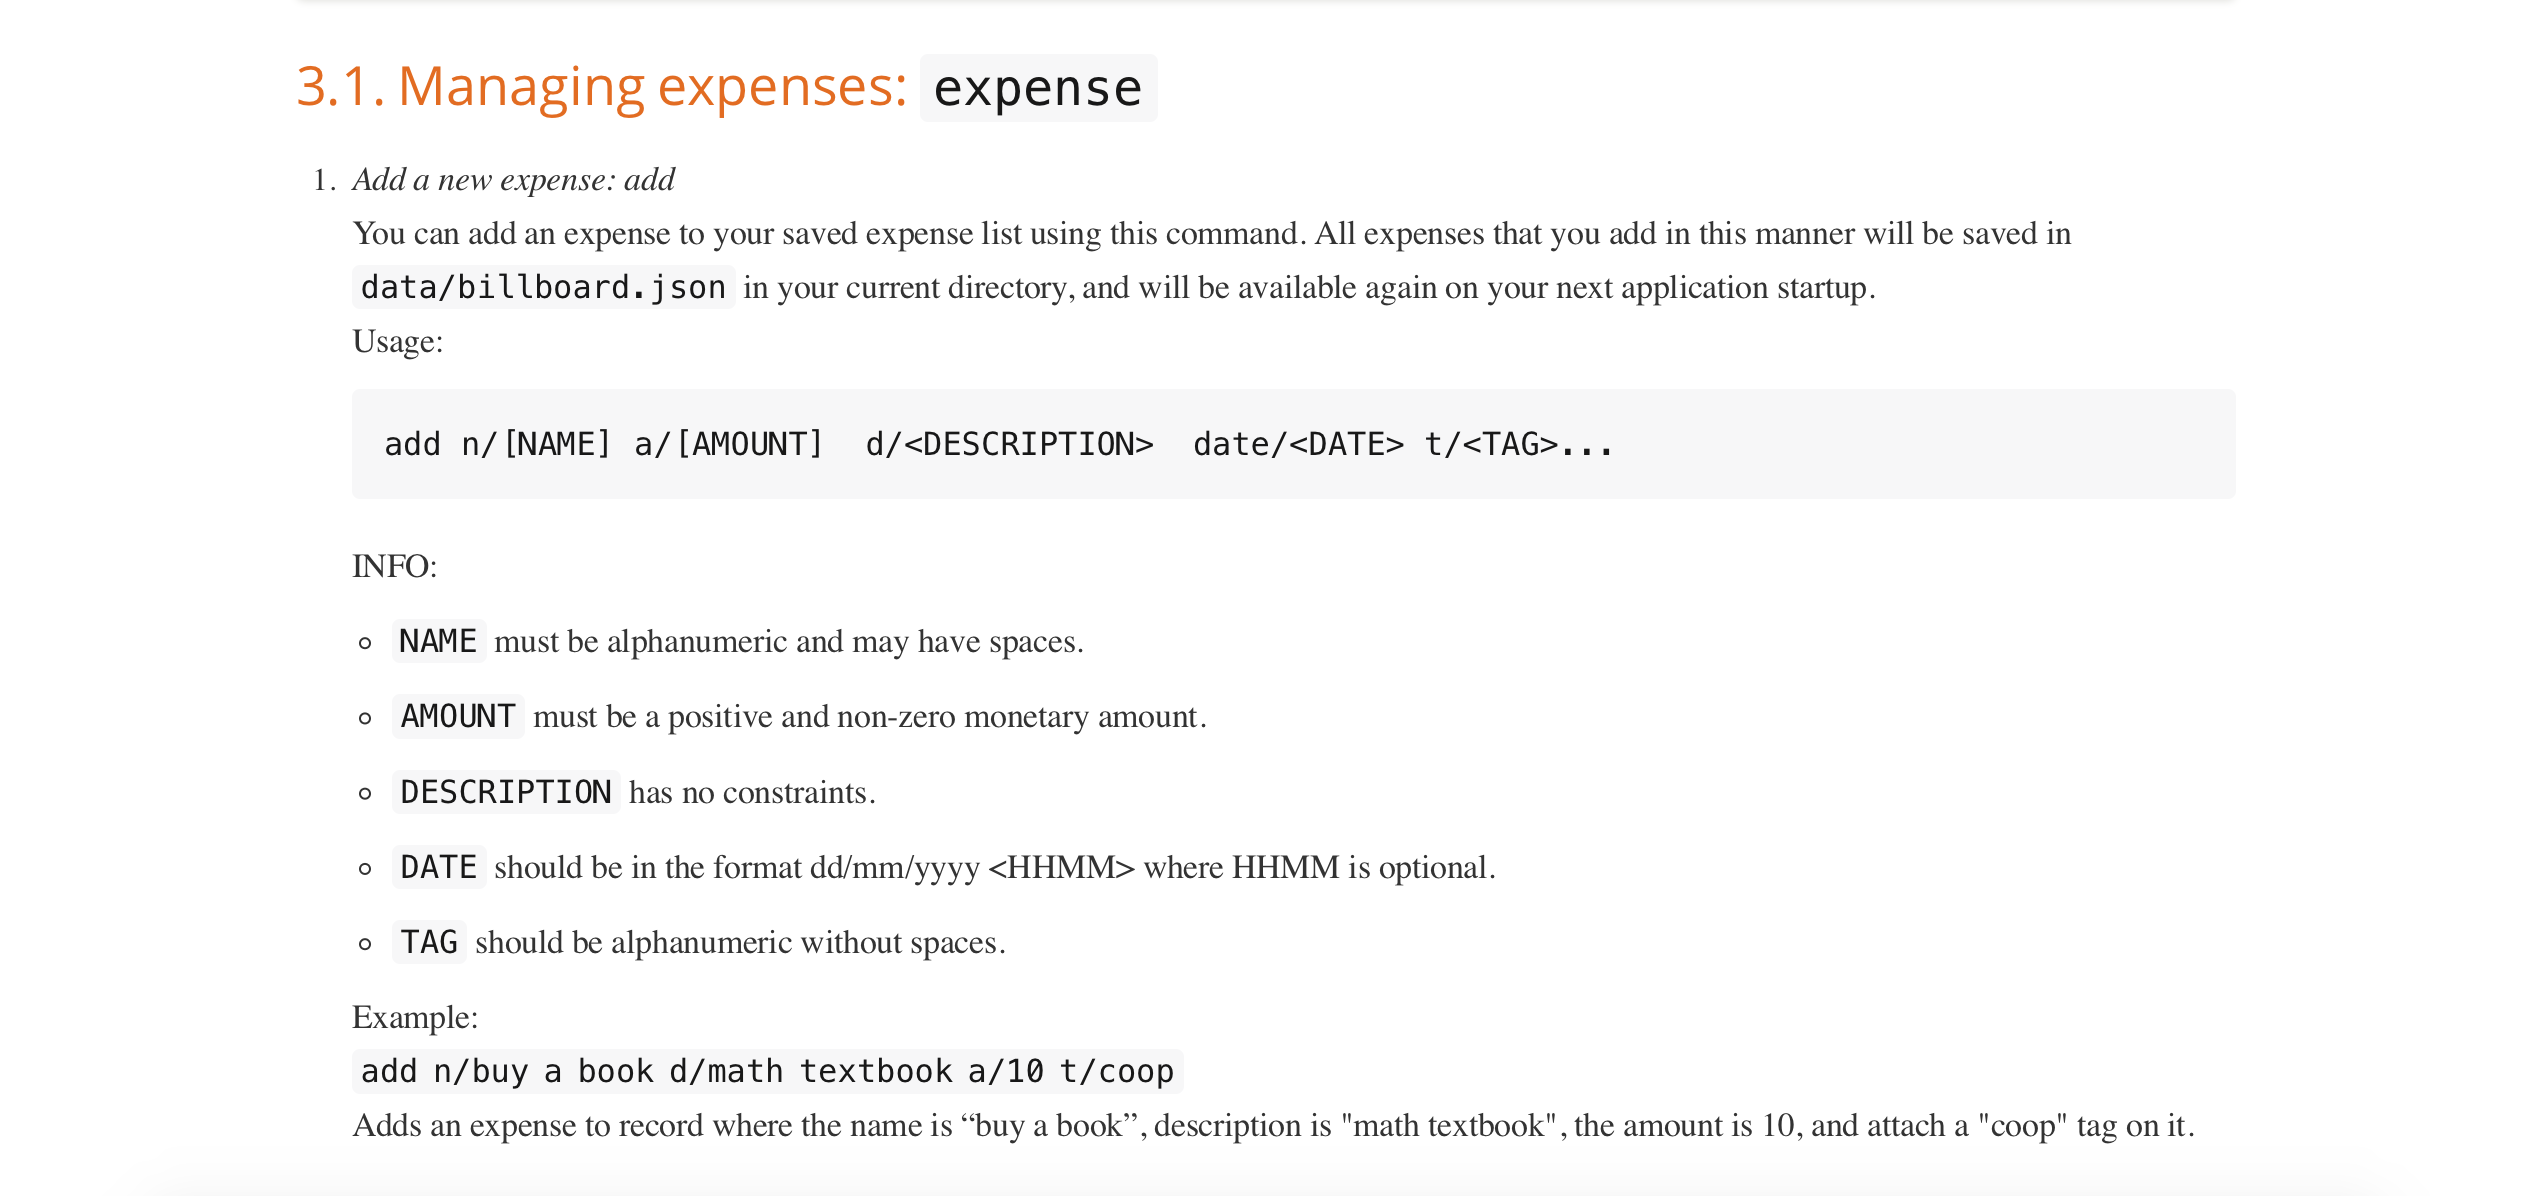 3.1. Managing expenses: expense
1. Add a new expense: add
You can add an expense to your saved expense list using this command. All expenses that you add in this manner will be saved in
data/billboard.json in your current directory, and will be available again on your next application startup.
Usage:
add n/[NAME] a/[AMOUNT]  d/<DESCRIPTION>  date/<DATE> t/<TAG>...
INFO:
NAME must be alphanumeric and may have spaces.
AMOUNT must be a positive and non-zero monetary amount.
DESCRIPTION has no constraints.
DATE should be in the format dd/mm/yyyy <HHMM> where HHMM is optional.
TAG should be alphanumeric without spaces.
Example:
add n/buy a book d/math textbook a/10 t/coop
Adds an expense to record where the name is “buy a book”, description is "math textbook", the amount is 10, and attach a "coop" tag on it.